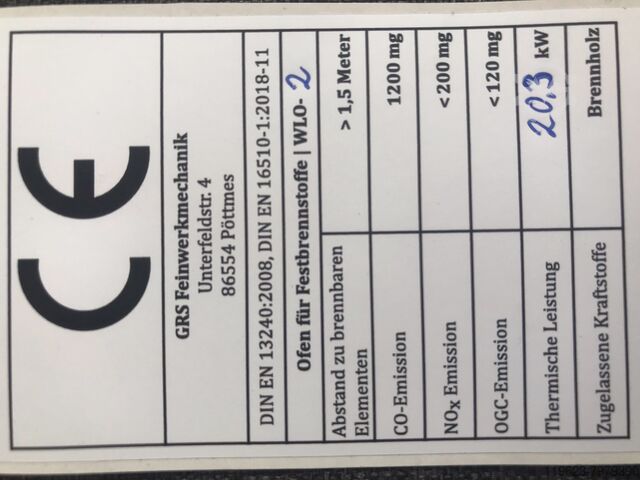 CE
GRS Feinwerkmechanik
Unterfeldstr. 4
86554 Pöttmes
DIN EN 13240:2008, DIN EN 16510-1:2018-11
Ofen für Festbrennstoffe | WLO- 2
Abstand zu brennbaren Elementen > 1,5 Meter
CO-Emission 1200 mg
NOx Emission <200 mg
OGC-Emission <120 mg
Thermische Leistung 20,3 kW
Zugelassene Kraftstoffe Brennholz